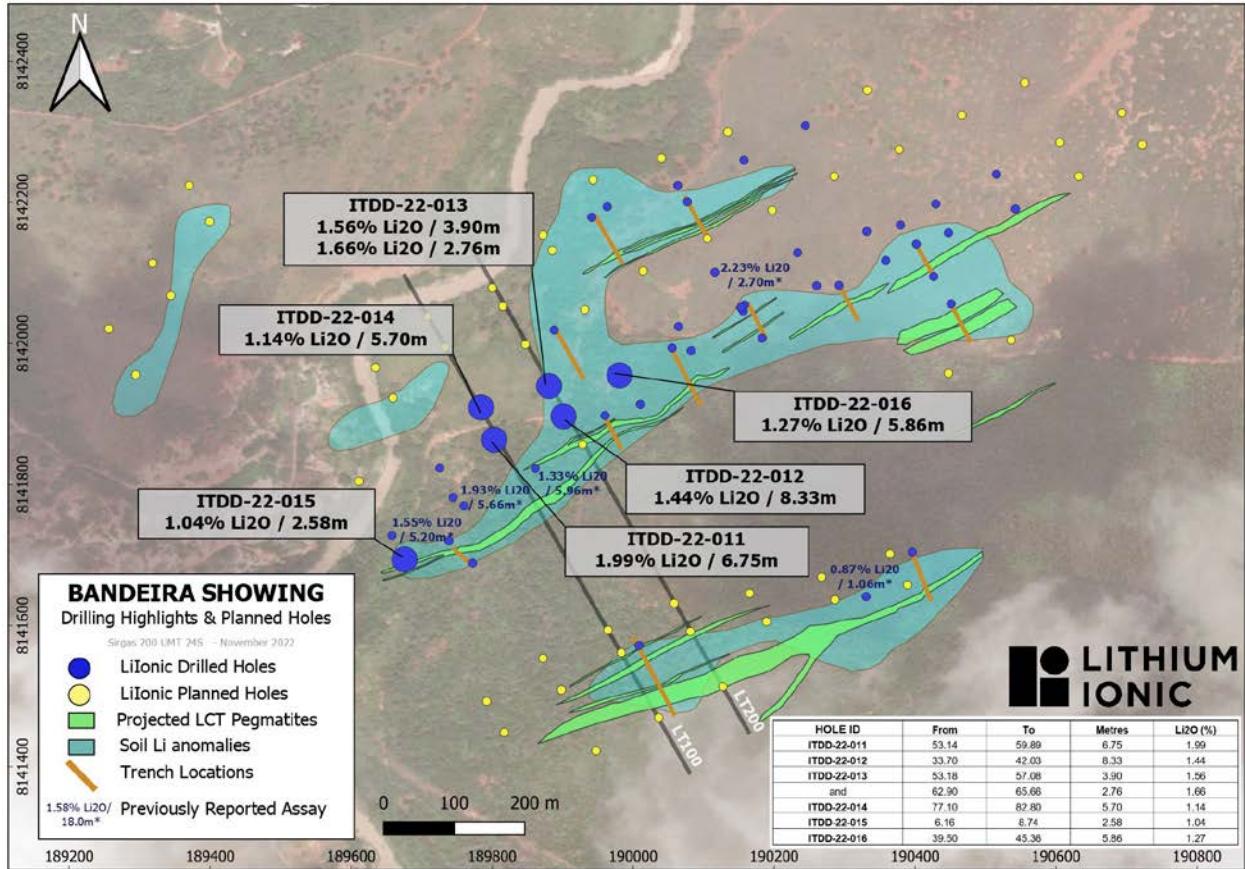 N
8142400
8142200
8142000
8141800
8141600
8141400
ITDD-22-013
1.56% Li2O / 3.90m
1.66% Li2O / 2.76m
ITDD-22-014
1.14% Li2O / 5.70m
2.23% Li20
/ 2.70m*
ITDD-22-016
1.27% Li2O / 5.86m
ITDD-22-012
1.44% Li2O / 8.33m
1.33% Li20
/ 5.96m*
1.93% Li20
/ 5.66m*
ITDD-22-015
1.04% Li2O / 2.58m
1.55% Li20
/ 5.20m*
ITDD-22-011
1.99% Li2O / 6.75m
0.87% Li20
/ 1.06m*
LT200
LT100
BANDEIRA SHOWING
Drilling Highlights & Planned Holes
Sirgas 200 UMT 24S - November 2022
LiIonic Drilled Holes
LiIonic Planned Holes
Projected LCT Pegmatites
Soil Li anomalies
Trench Locations
1.58% Li2O/
18.0m*
Previously Reported Assay
0 100 200 m
LITHIUM
IONIC
HOLE ID From To Metres Li2O (%)
ITDD-22-011 53.14 59.89 6.75 1.99
ITDD-22-012 33.70 42.03 8.33 1.44
ITDD-22-013 53.18 57.08 3.90 1.56
and 62.90 65.66 2.76 1.66
ITDD-22-014 77.10 82.80 5.70 1.14
ITDD-22-015 6.16 8.74 2.58 1.04
ITDD-22-016 39.50 45.36 5.86 1.27
189200 189400 189600 189800 190000 190200 190400 190600 190800